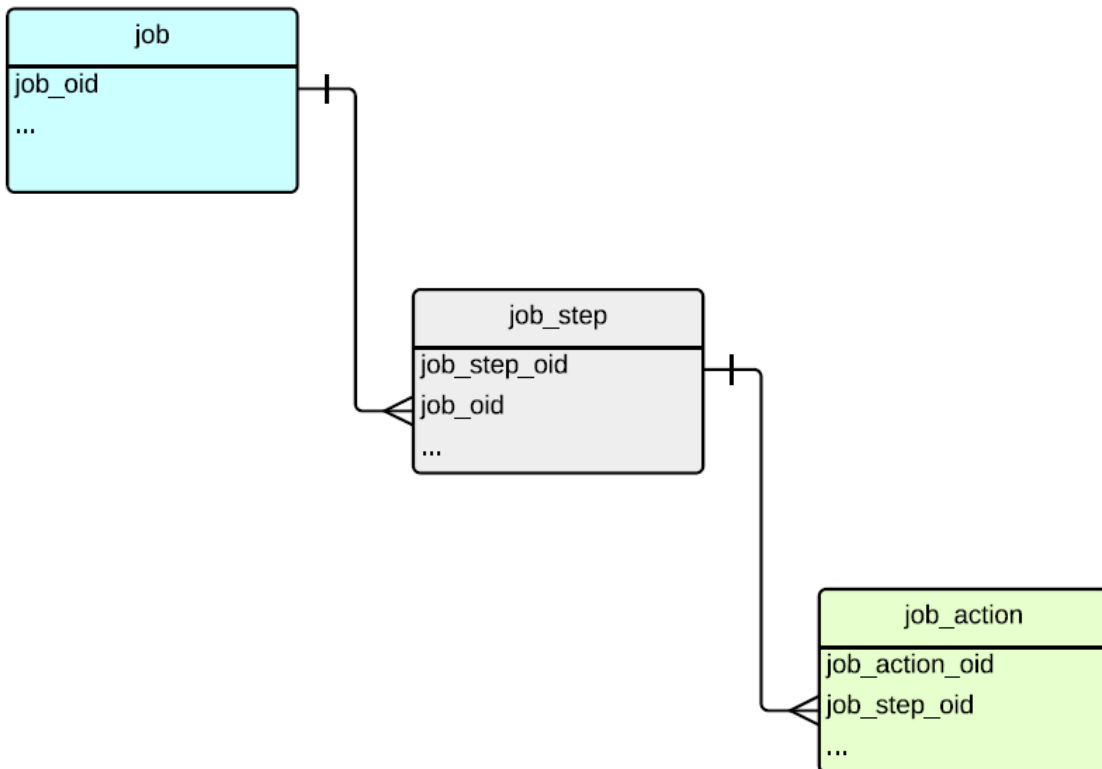 job
job_oid
...
job_step
job_step_oid
job_oid
...
job_action
job_action_oid
job_step_oid
...